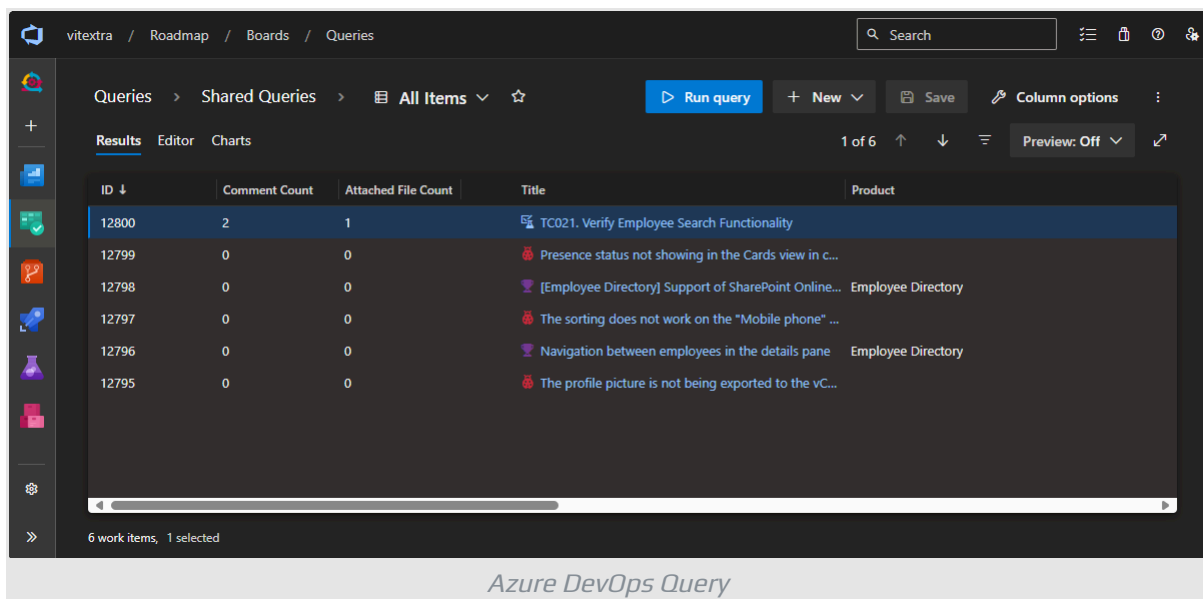 vitextra / Roadmap / Boards / Queries Search
Queries > Shared Queries > All Items Run query + New Save Column options
Results Editor Charts 1 of 6 Preview: Off
ID ↓ Comment Count Attached File Count Title Product
12800 2 1 TC021. Verify Employee Search Functionality
12799 0 0 Presence status not showing in the Cards view in c...
12798 0 0 [Employee Directory] Support of SharePoint Online... Employee Directory
12797 0 0 The sorting does not work on the "Mobile phone" ...
12796 0 0 Navigation between employees in the details pane Employee Directory
12795 0 0 The profile picture is not being exported to the vC...
6 work items, 1 selected
Azure DevOps Query